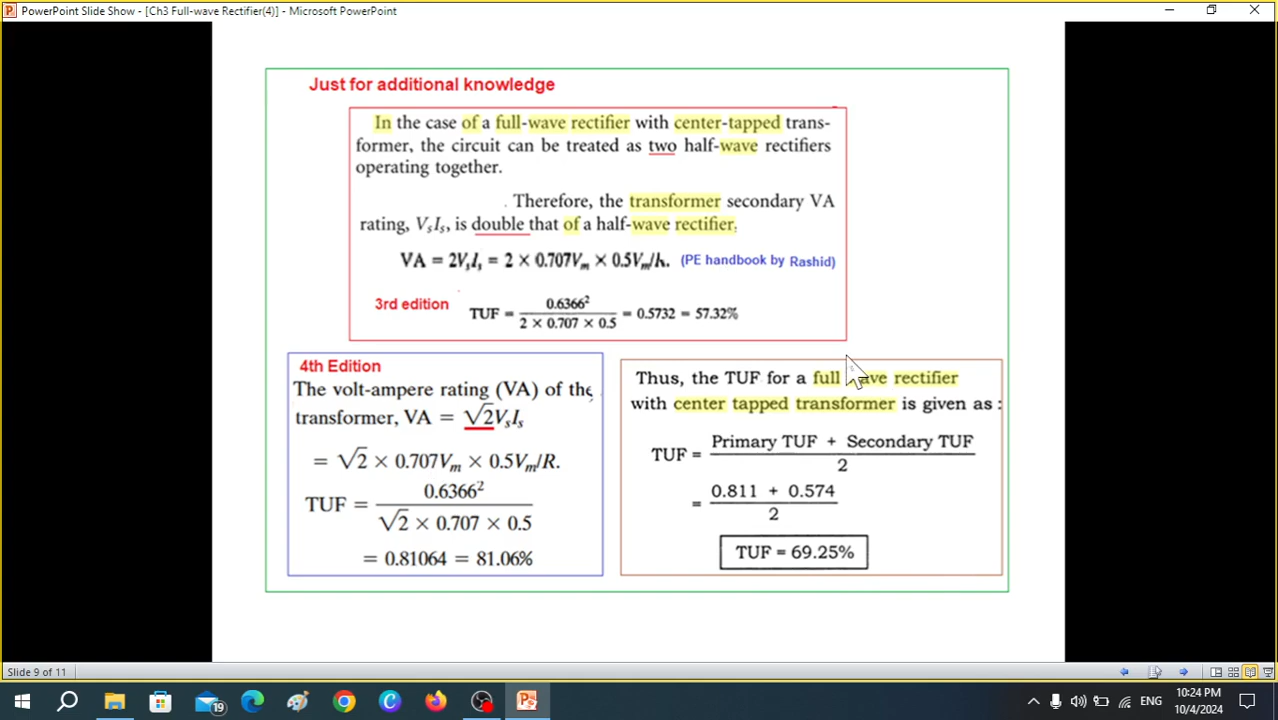 PowerPoint Slide Show - [Ch3 Full-wave Rectifier(4)] - Microsoft PowerPoint
Just for additional knowledge
In the case of a full-wave rectifier with center-tapped trans-
former, the circuit can be treated as two half-wave rectifiers
operating together.
Therefore, the transformer secondary VA
rating, VₛIₛ, is double that of a half-wave rectifier.
VA = 2VₛIₛ = 2 × 0.707Vₘ × 0.5Vₘ/R. (PE handbook by Rashid)
3rd edition
TUF = 0.6366² / 2 × 0.707 × 0.5 = 0.5732 = 57.32%
4th Edition
The volt-ampere rating (VA) of the
transformer, VA = √2VₛIₛ
= √2 × 0.707Vₘ × 0.5Vₘ/R.
TUF = 0.6366² / √2 × 0.707 × 0.5
= 0.81064 = 81.06%
Thus, the TUF for a full wave rectifier
with center tapped transformer is given as :
TUF = Primary TUF + Secondary TUF / 2
= 0.811 + 0.574 / 2
TUF = 69.25%
Slide 9 of 11
19
ENG
10:24 PM
10/4/2024